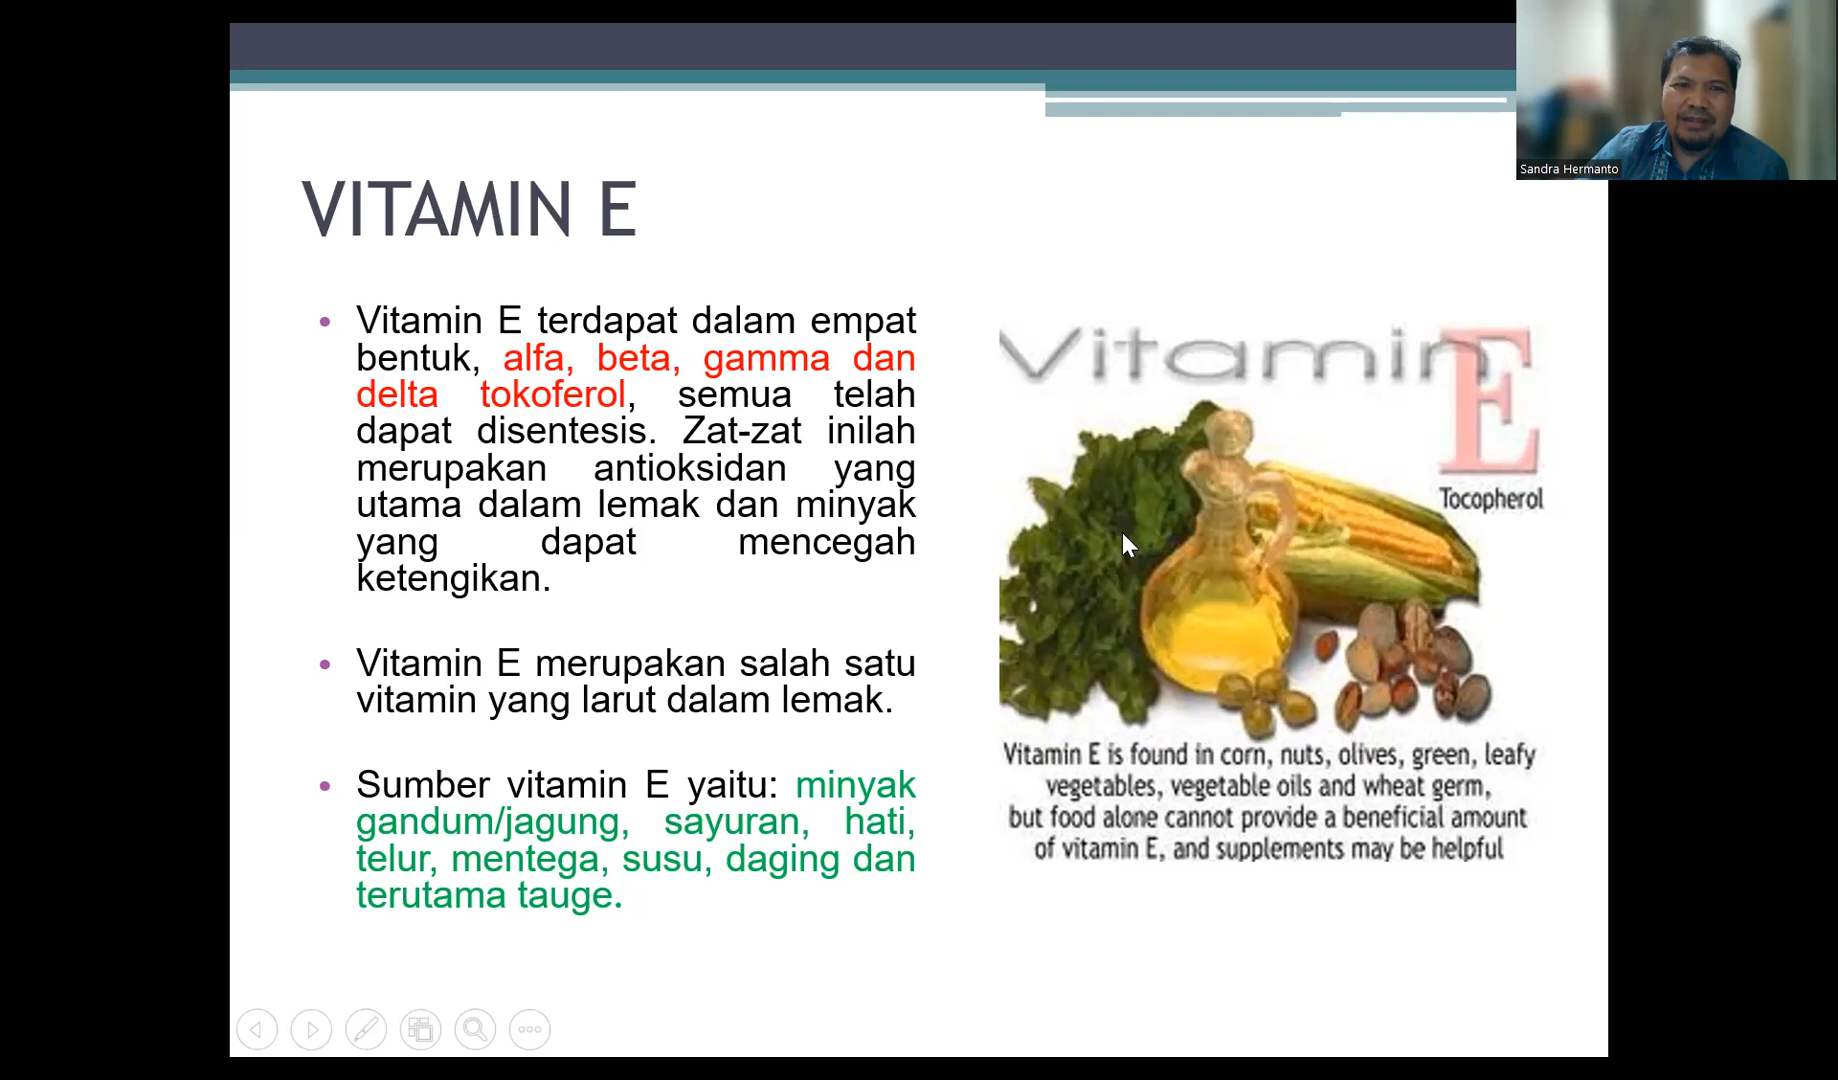 Sandra Hermanto
VITAMIN E
• Vitamin E terdapat dalam empat
bentuk, alfa, beta, gamma dan
delta tokoferol, semua telah
dapat disentesis. Zat-zat inilah
merupakan antioksidan yang
utama dalam lemak dan minyak
yang dapat mencegah
ketengikan.
• Vitamin E merupakan salah satu
vitamin yang larut dalam lemak.
• Sumber vitamin E yaitu: minyak
gandum/jagung, sayuran, hati,
telur, mentega, susu, daging dan
terutama tauge.
Vitamin E
Tocopherol
Vitamin E is found in corn, nuts, olives, green, leafy
vegetables, vegetable oils and wheat germ,
but food alone cannot provide a beneficial amount
of vitamin E, and supplements may be helpful